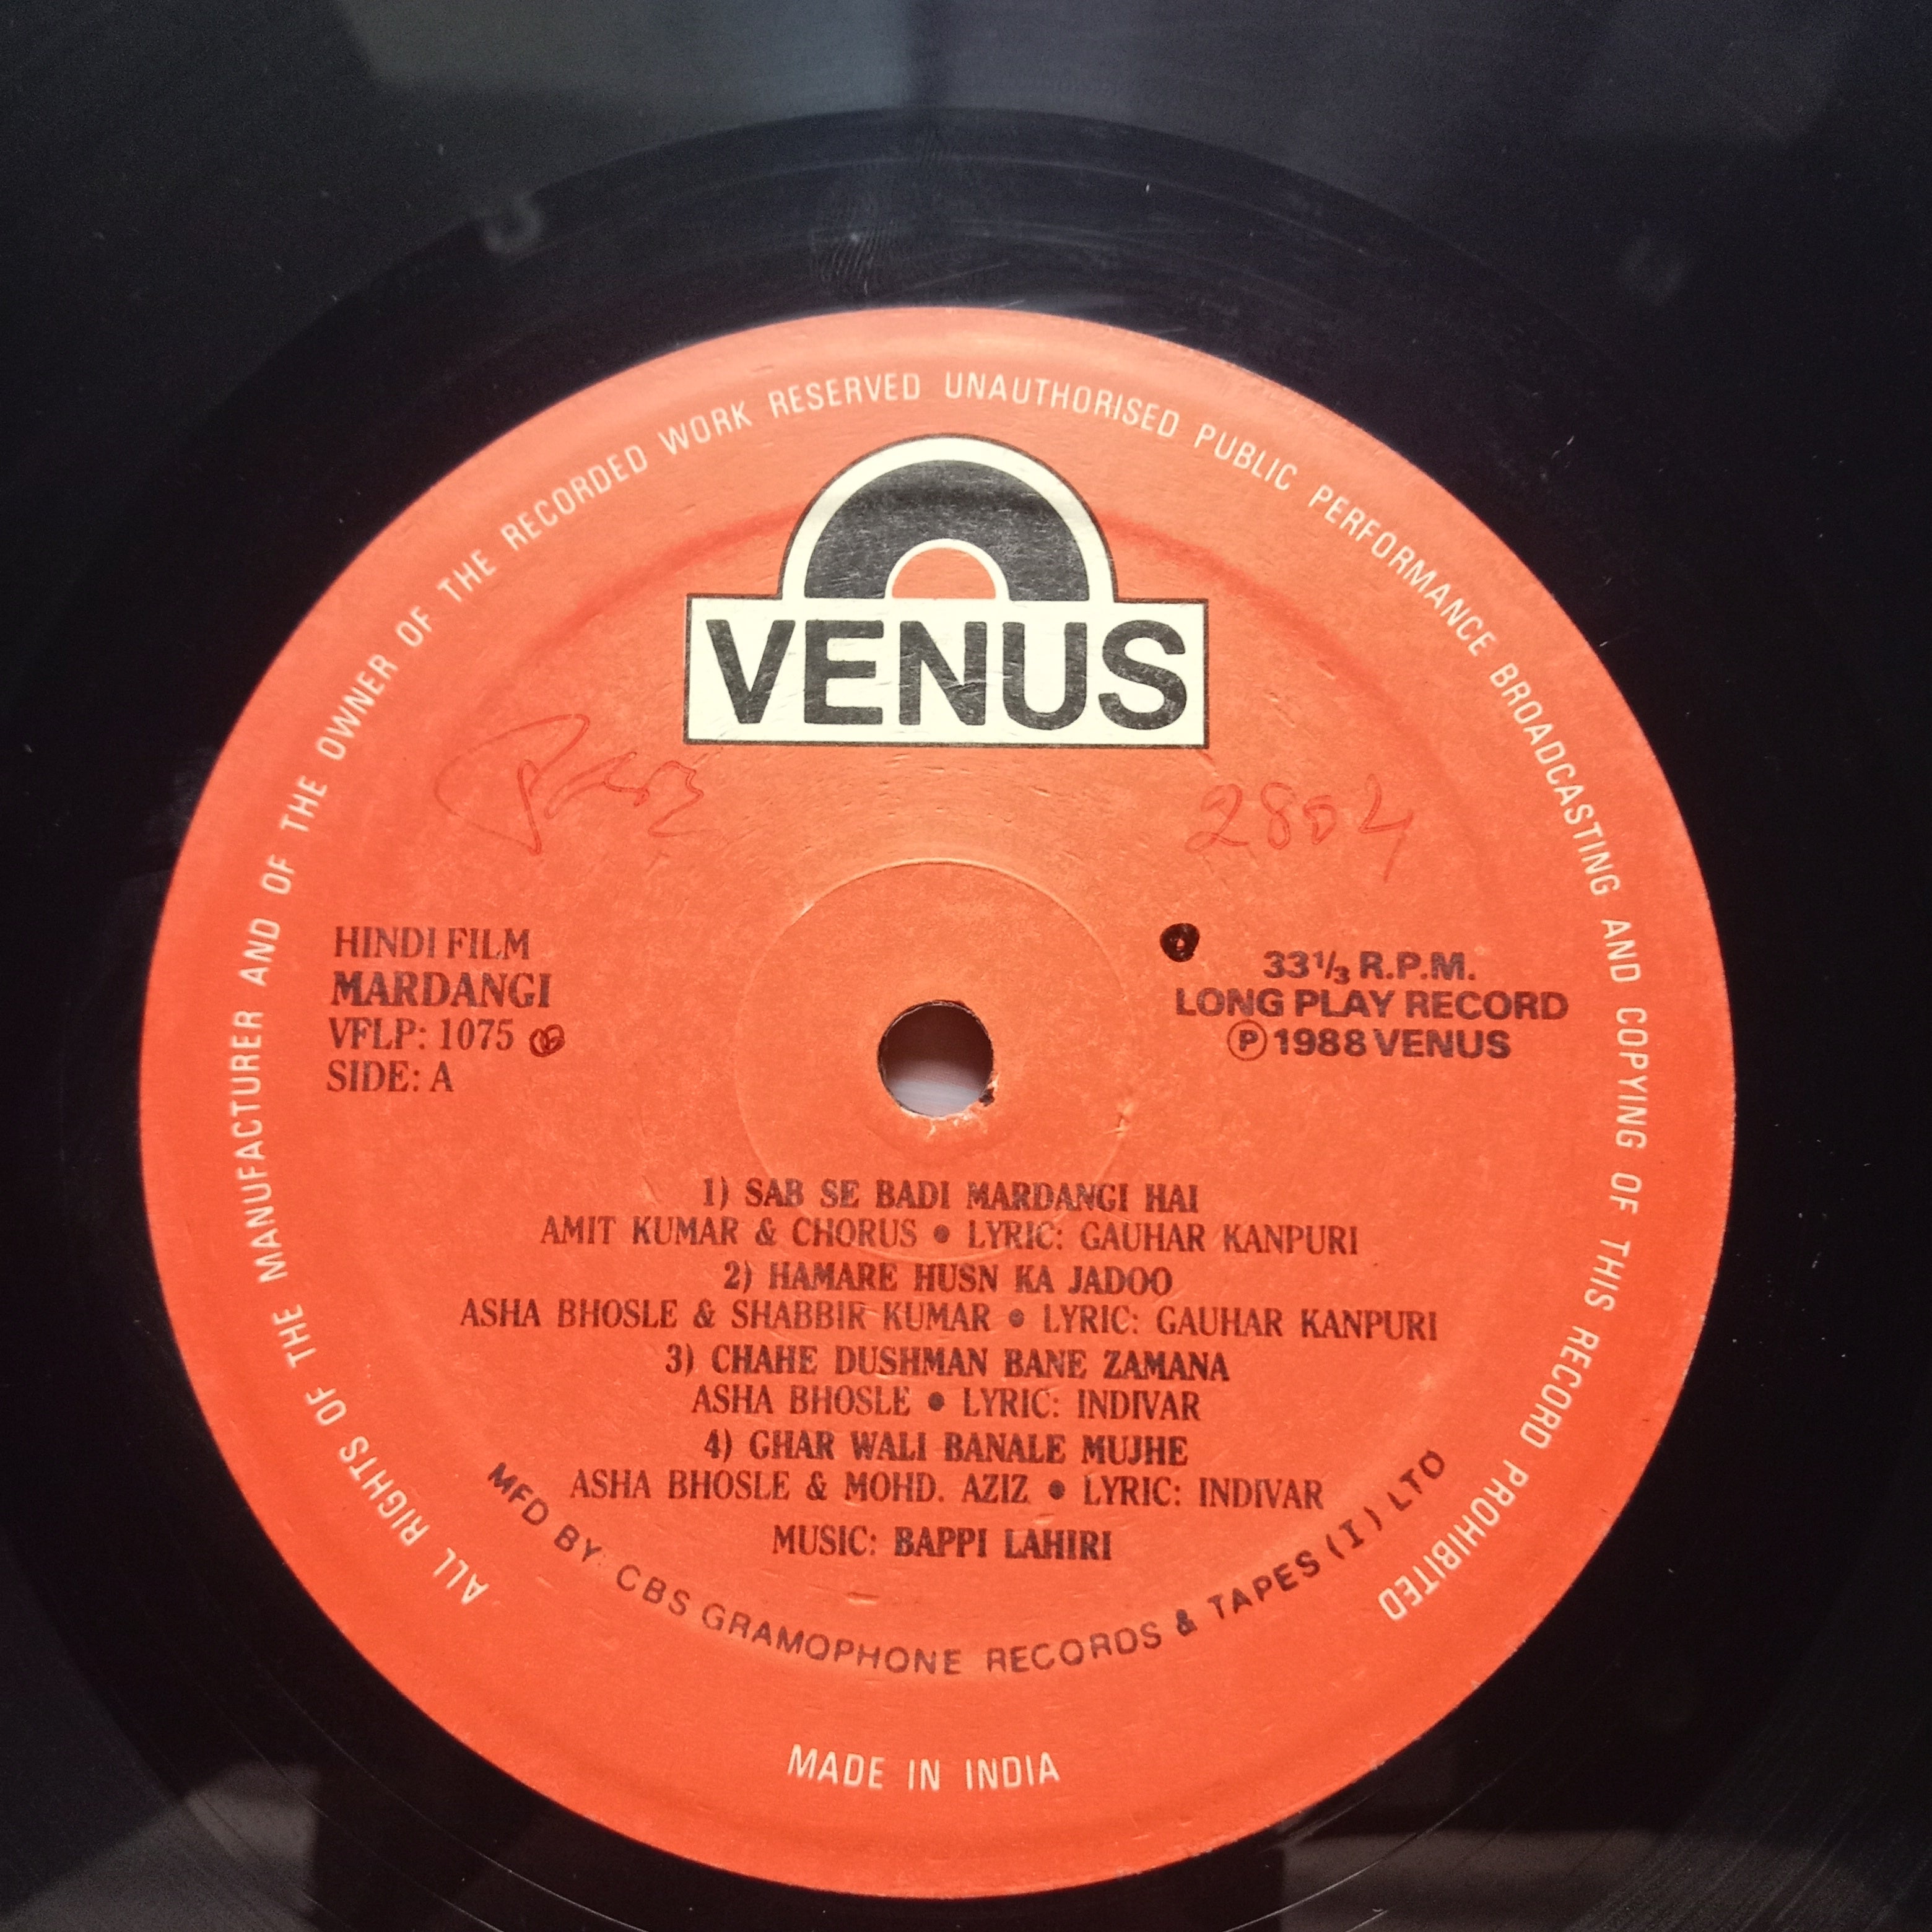 ALL RIGHTS OF THE MANUFACTURER AND OF THE OWNER OF THE RECORDED WORK RESERVED UNAUTHORISED PUBLIC PERFORMANCE BROADCASTING AND COPYING OF THIS RECORD PROHIBITED
VENUS
2804
HINDI FILM
MARDANGI
VFLP: 1075
SIDE: A
33⅓ R.P.M.
LONG PLAY RECORD
Ⓟ 1988 VENUS
1) SAB SE BADI MARDANGI HAI
AMIT KUMAR & CHORUS ● LYRIC: GAUHAR KANPURI
2) HAMARE HUSN KA JADOO
ASHA BHOSLE & SHABBIR KUMAR ● LYRIC: GAUHAR KANPURI
3) CHAHE DUSHMAN BANE ZAMANA
ASHA BHOSLE ● LYRIC: INDIVAR
4) GHAR WALI BANALE MUJHE
ASHA BHOSLE & MOHD. AZIZ ● LYRIC: INDIVAR
MUSIC: BAPPI LAHIRI
MFD BY: CBS GRAMOPHONE RECORDS & TAPES (I) LTD
MADE IN INDIA